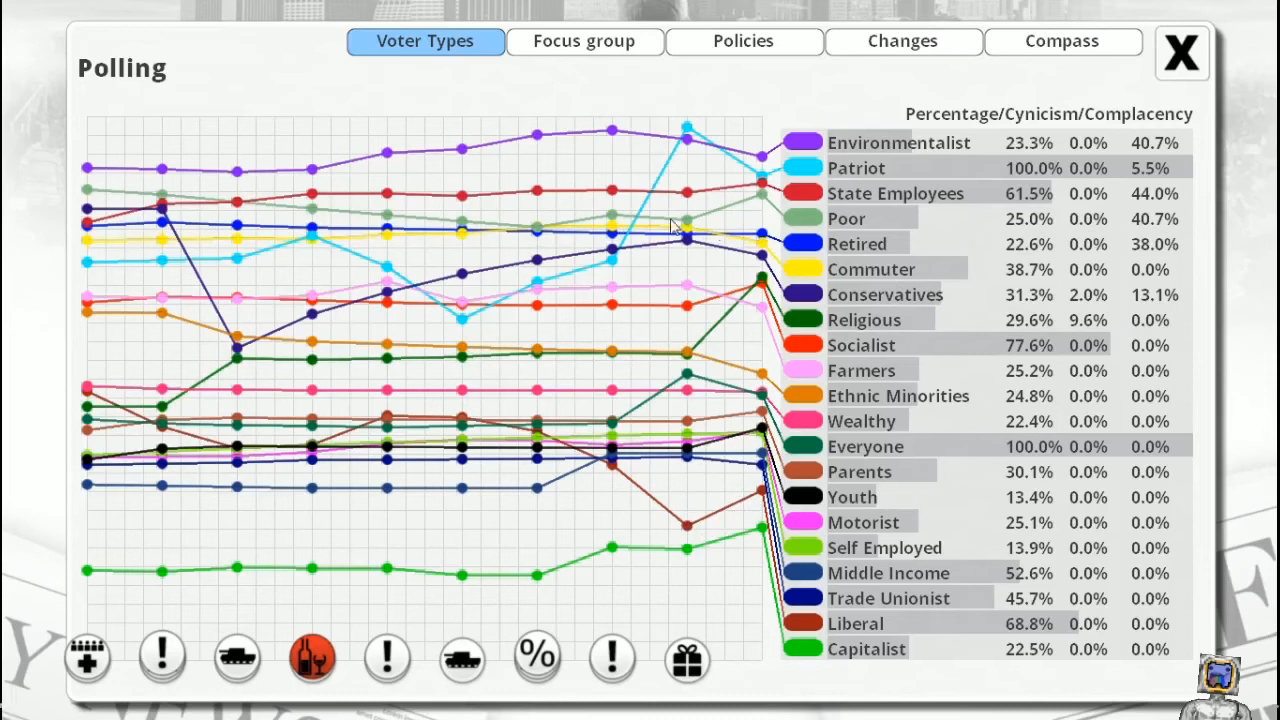 Voter Types Focus group Policies Changes Compass X
Polling
Percentage/Cynicism/Complacency
Environmentalist 23.3% 0.0% 40.7%
Patriot 100.0% 0.0% 5.5%
State Employees 61.5% 0.0% 44.0%
Poor 25.0% 0.0% 40.7%
Retired 22.6% 0.0% 38.0%
Commuter 38.7% 0.0% 0.0%
Conservatives 31.3% 2.0% 13.1%
Religious 29.6% 9.6% 0.0%
Socialist 77.6% 0.0% 0.0%
Farmers 25.2% 0.0% 0.0%
Ethnic Minorities 24.8% 0.0% 0.0%
Wealthy 22.4% 0.0% 0.0%
Everyone 100.0% 0.0% 0.0%
Parents 30.1% 0.0% 0.0%
Youth 13.4% 0.0% 0.0%
Motorist 25.1% 0.0% 0.0%
Self Employed 13.9% 0.0% 0.0%
Middle Income 52.6% 0.0% 0.0%
Trade Unionist 45.7% 0.0% 0.0%
Liberal 68.8% 0.0% 0.0%
Capitalist 22.5% 0.0% 0.0%
! ! % !